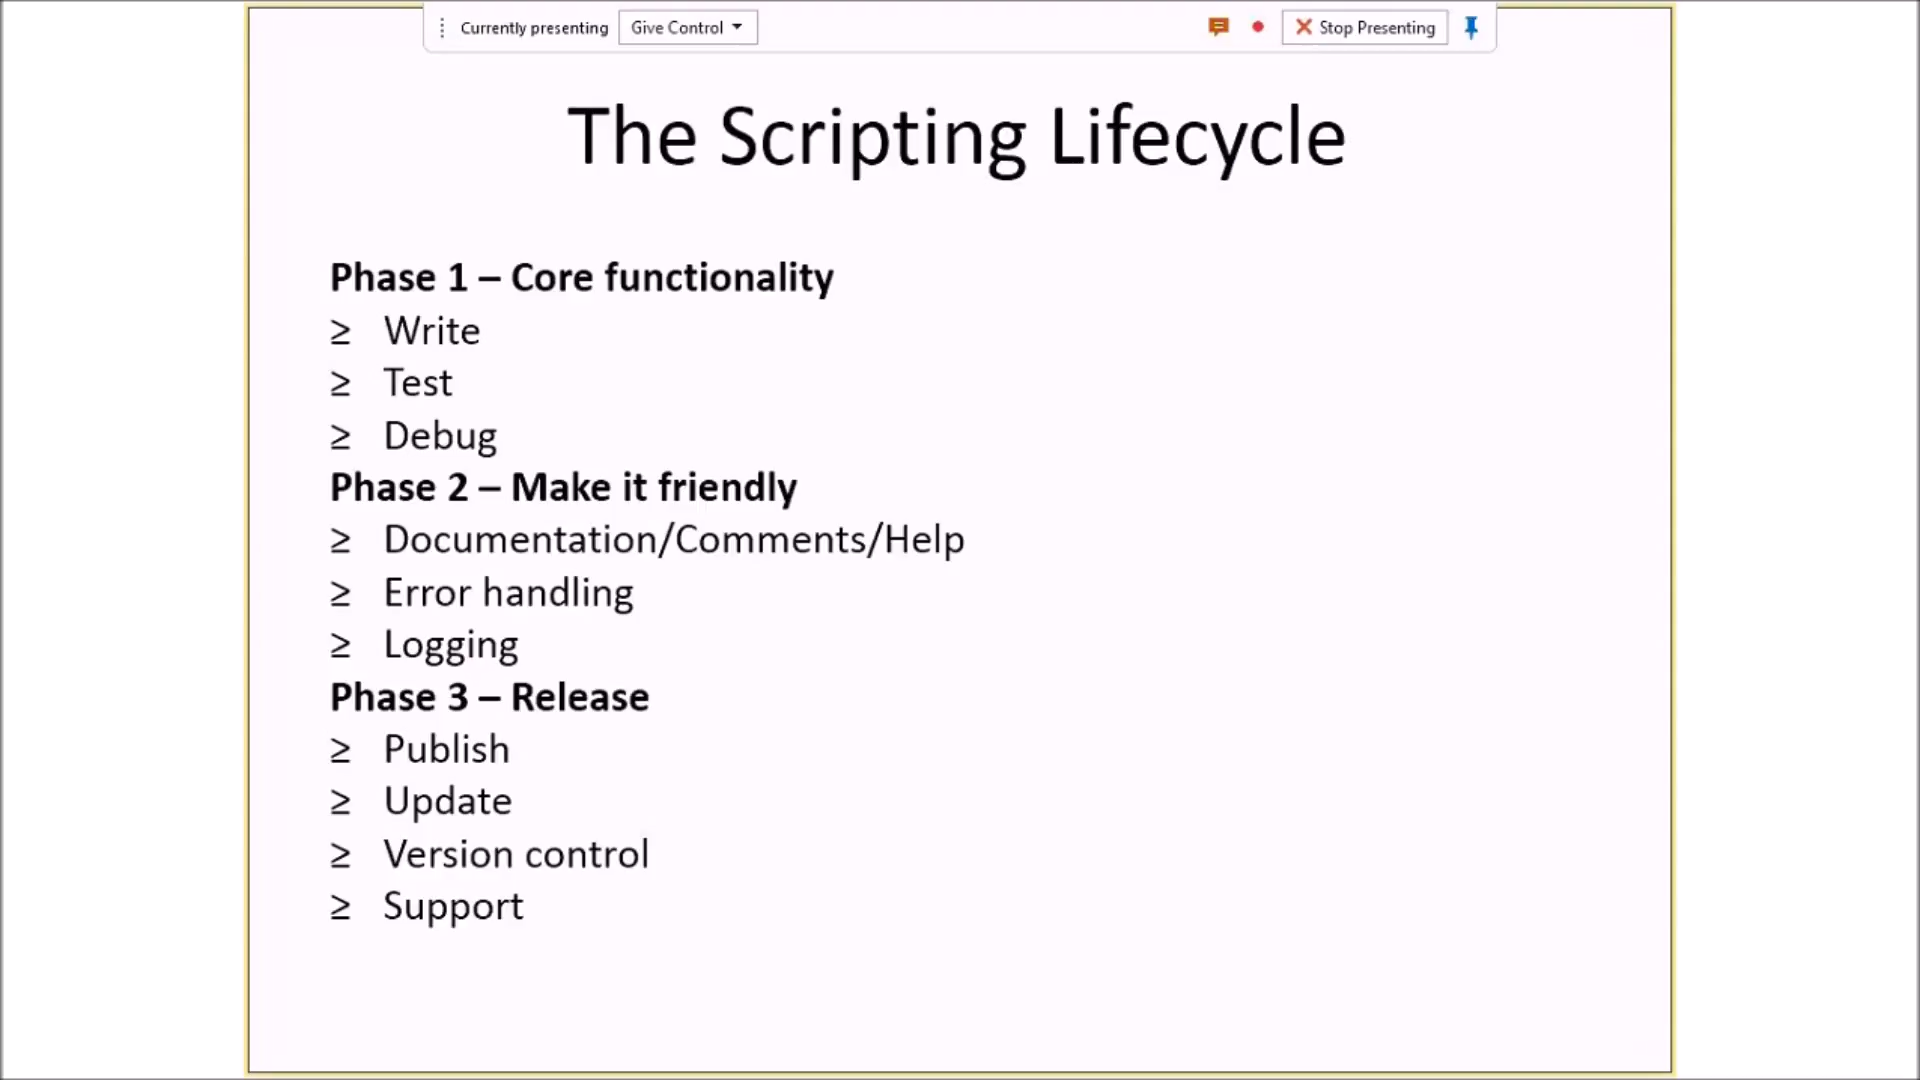 Currently presenting Give Control Stop Presenting
The Scripting Lifecycle
Phase 1 – Core functionality
≥ Write
≥ Test
≥ Debug
Phase 2 – Make it friendly
≥ Documentation/Comments/Help
≥ Error handling
≥ Logging
Phase 3 – Release
≥ Publish
≥ Update
≥ Version control
≥ Support